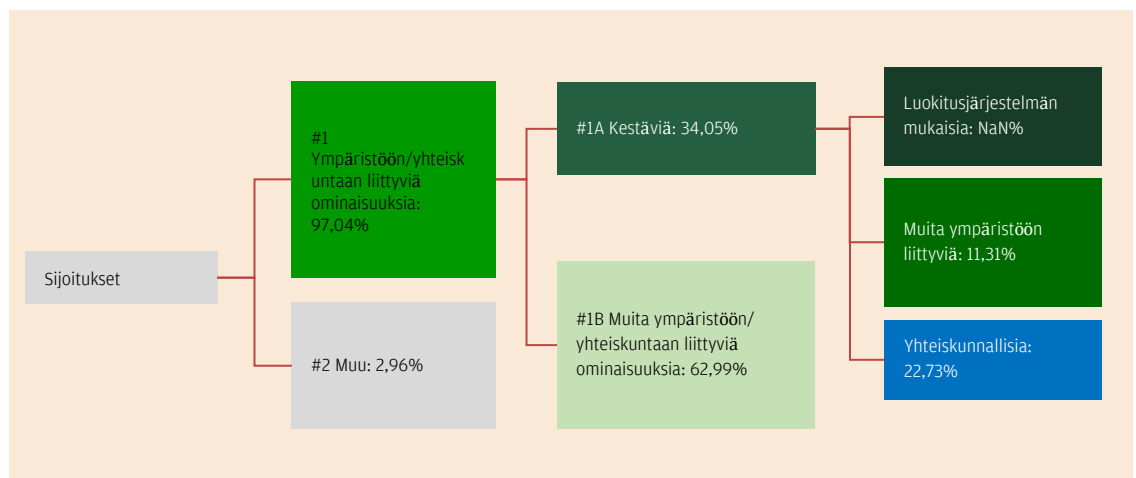 Sijoitukset
#1
Ympäristöön/yhteisk
untaan liittyviä
ominaisuuksia:
97,04%
#2 Muu: 2,96%
#1A Kestäviä: 34,05%
#1B Muita ympäristöön/
yhteiskuntaan liittyviä
ominaisuuksia: 62,99%
Luokitusjärjestelmän
mukaisia: NaN%
Muita ympäristöön
liittyviä: 11,31%
Yhteiskunnallisia:
22,73%